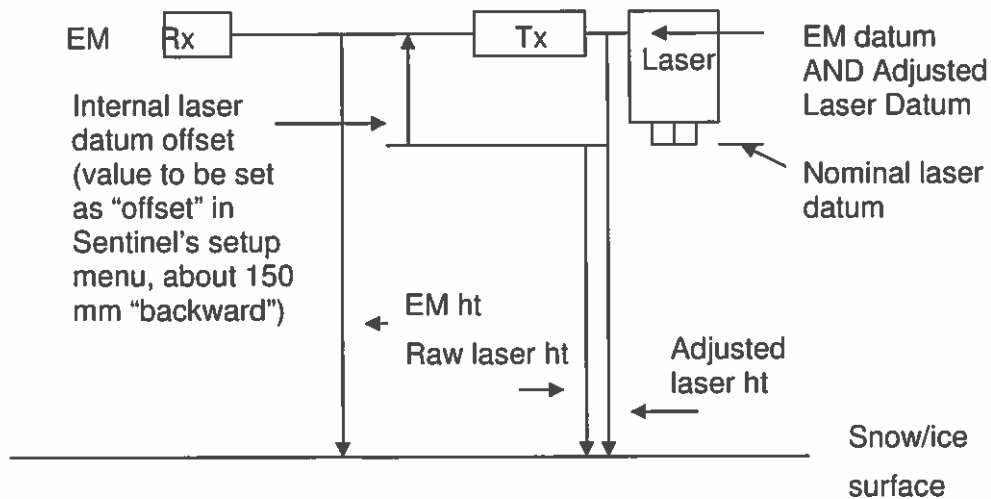 EM
Rx
Tx
Laser
EM datum
AND Adjusted
Laser Datum
Internal laser
datum offset
(value to be set
as “offset” in
Sentinel’s setup
menu, about 150
mm “backward”)
Nominal laser
datum
EM ht
Raw laser ht
Adjusted
laser ht
Snow/ice
surface